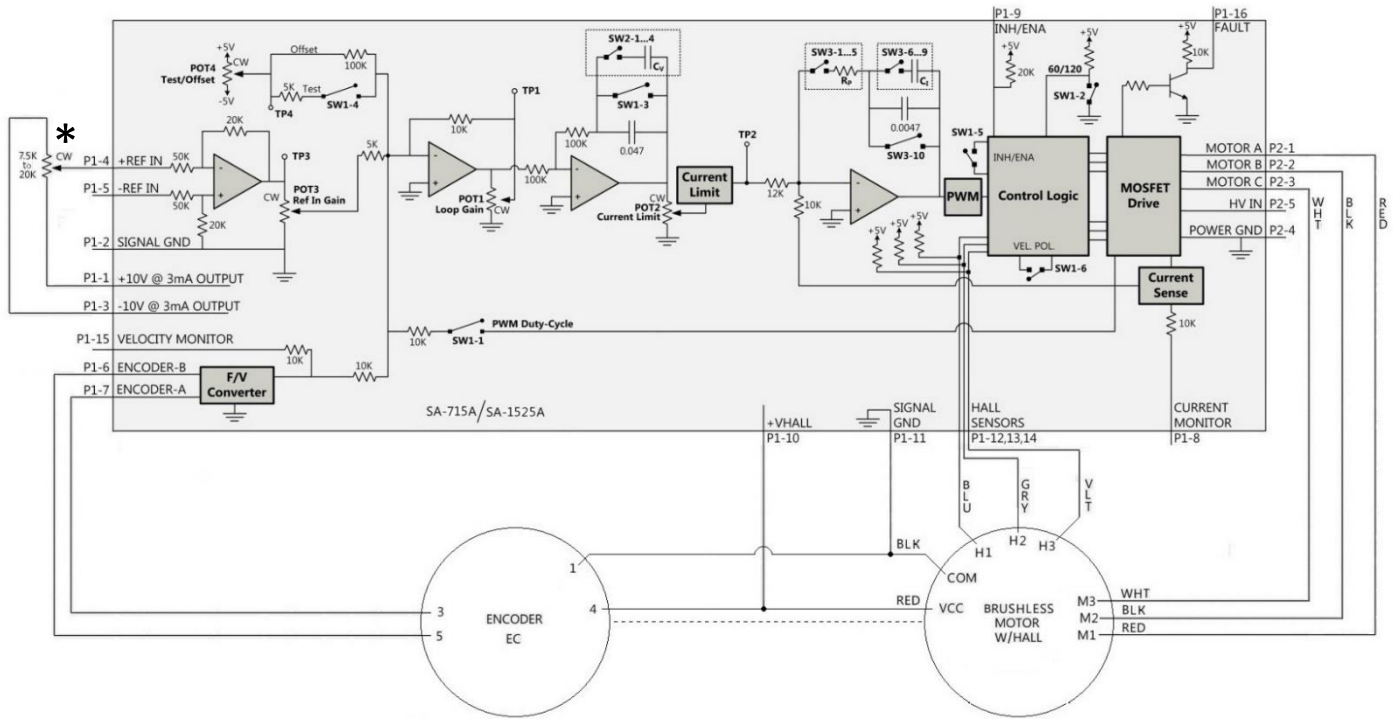 P1-9
INH/ENA
P1-16
FAULT
+5V
Offset
100K
CW
POT4
Test/Offset
5K
Test
-5V
SW1-4
TP4
SW2-1...4
Cv
SW1-3
0.047
100K
TP1
10K
SW3-1...5
RP
SW3-6...9
CI
0.0047
SW3-10
+5V
20K
+5V
60/120
SW1-2
+5V
10K
*
7.5K
to
20K
CW
P1-4
+REF IN
50K
20K
P1-5
-REF IN
50K
20K
TP3
CW
POT3
Ref In Gain
5K
POT1
Loop Gain
CW
100K
CW
POT2
Current Limit
Current
Limit
TP2
12K
10K
SW1-5
PWM
INH/ENA
Control Logic
VEL. POL.
SW1-6
+5V
+5V
+5V
MOSFET
Drive
MOTOR A
P2-1
MOTOR B
P2-2
MOTOR C
P2-3
HV IN
P2-5
POWER GND
P2-4
WHT
BLK
RED
P1-2
SIGNAL GND
P1-1
+10V @ 3mA OUTPUT
P1-3
-10V @ 3mA OUTPUT
Current
Sense
10K
PWM Duty-Cycle
10K
SW1-1
P1-15
VELOCITY MONITOR
10K
10K
P1-6
ENCODER-B
P1-7
ENCODER-A
F/V
Converter
SA-715A/SA-1525A
+VHALL
P1-10
SIGNAL
GND
P1-11
HALL
SENSORS
P1-12,13,14
CURRENT
MONITOR
P1-8
BLU
GRY
VLT
BLK
RED
1
3
4
5
ENCODER
EC
H1
H2
H3
COM
VCC
BRUSHLESS
MOTOR
W/HALL
M3
WHT
M2
BLK
M1
RED